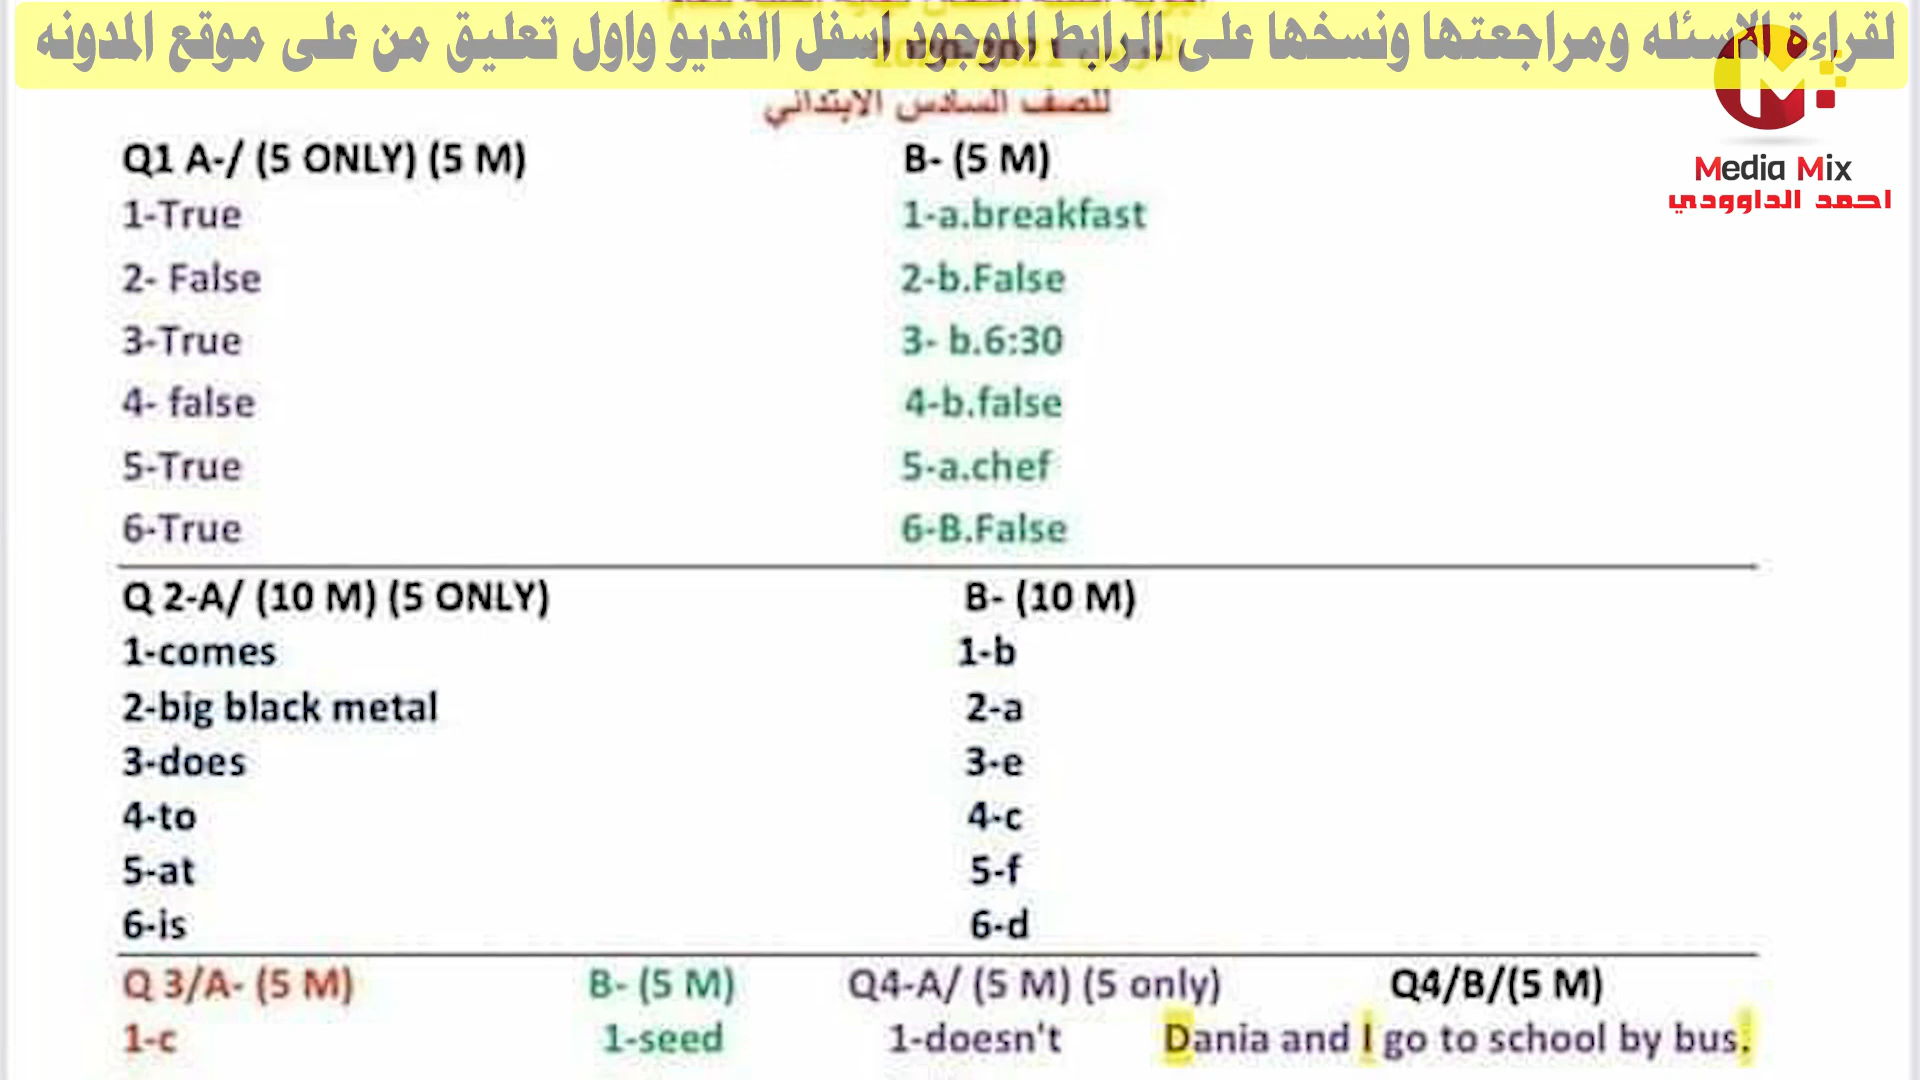 لقراءة الاسئله ومراجعتها ونسخها على الرابط الموجود اسفل الفديو واول تعليق من على موقع المدونه
للصف السادس الابتدائي
Media Mix
احمد الداوودي
Q1 A-/ (5 ONLY) (5 M)
1-True
2- False
3-True
4- false
5-True
6-True
B- (5 M)
1-a.breakfast
2-b.False
3- b.6:30
4-b.false
5-a.chef
6-B.False
Q 2-A/ (10 M) (5 ONLY)
1-comes
2-big black metal
3-does
4-to
5-at
6-is
B- (10 M)
1-b
2-a
3-e
4-c
5-f
6-d
Q 3/A- (5 M)
1-c
B- (5 M)
1-seed
Q4-A/ (5 M) (5 only)
1-doesn't
Q4/B/(5 M)
Dania and I go to school by bus.